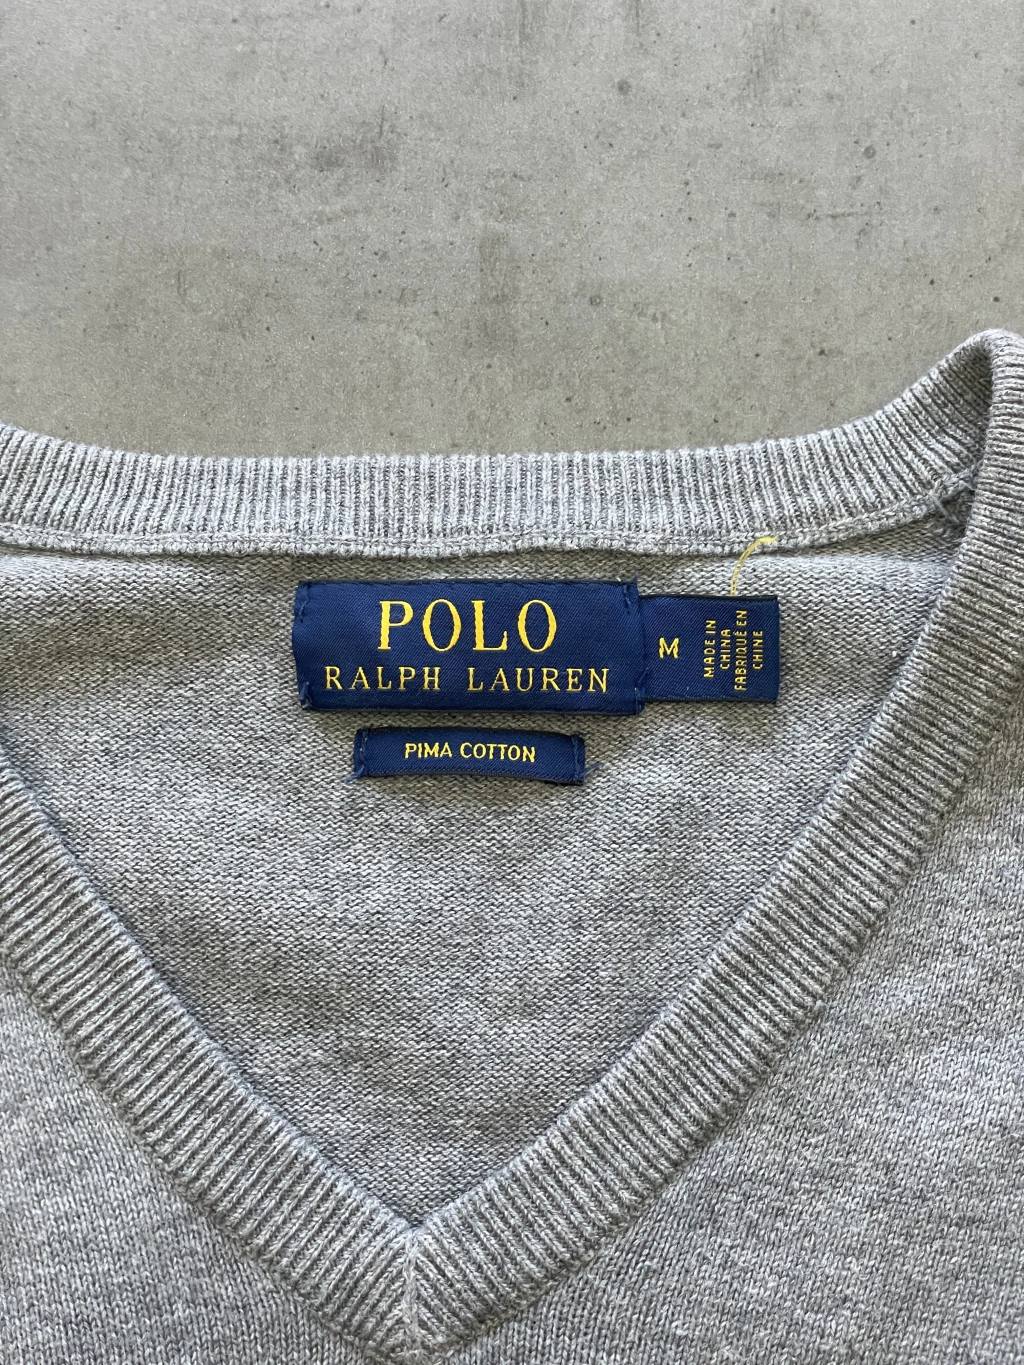 POLO
RALPH LAUREN
M
MADE IN
CHINA
FABRIQUÉ EN
CHINE
PIMA COTTON